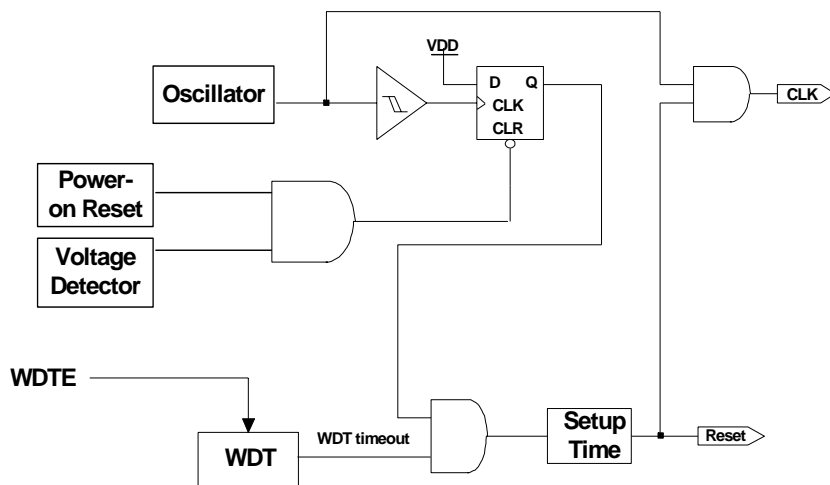 VDD
Oscillator
D Q
CLK
CLR
CLK
Power-
on Reset
Voltage
Detector
WDTE
WDT timeout
WDT
Setup
Time
Reset